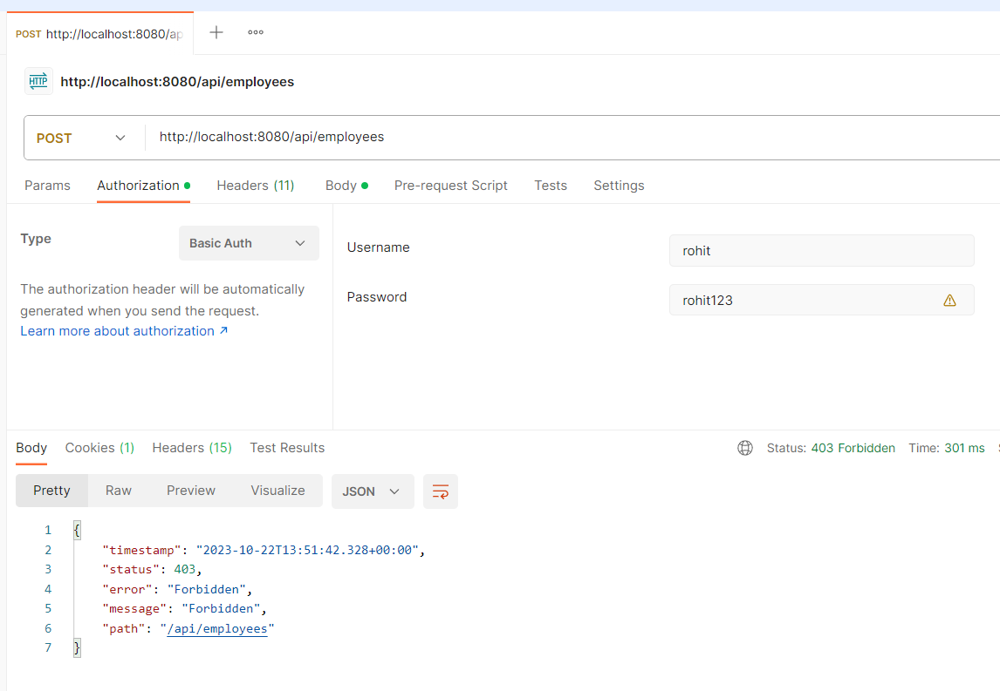 POST http://localhost:8080/ap
HTTP http://localhost:8080/api/employees
POST http://localhost:8080/api/employees
Params Authorization Headers (11) Body Pre-request Script Tests Settings
Type Basic Auth
The authorization header will be automatically
generated when you send the request.
Learn more about authorization ↗
Username rohit
Password rohit123
Body Cookies (1) Headers (15) Test Results Status: 403 Forbidden Time: 301 ms
Pretty Raw Preview Visualize JSON
1 {
2 "timestamp": "2023-10-22T13:51:42.328+00:00",
3 "status": 403,
4 "error": "Forbidden",
5 "message": "Forbidden",
6 "path": "/api/employees"
7 }